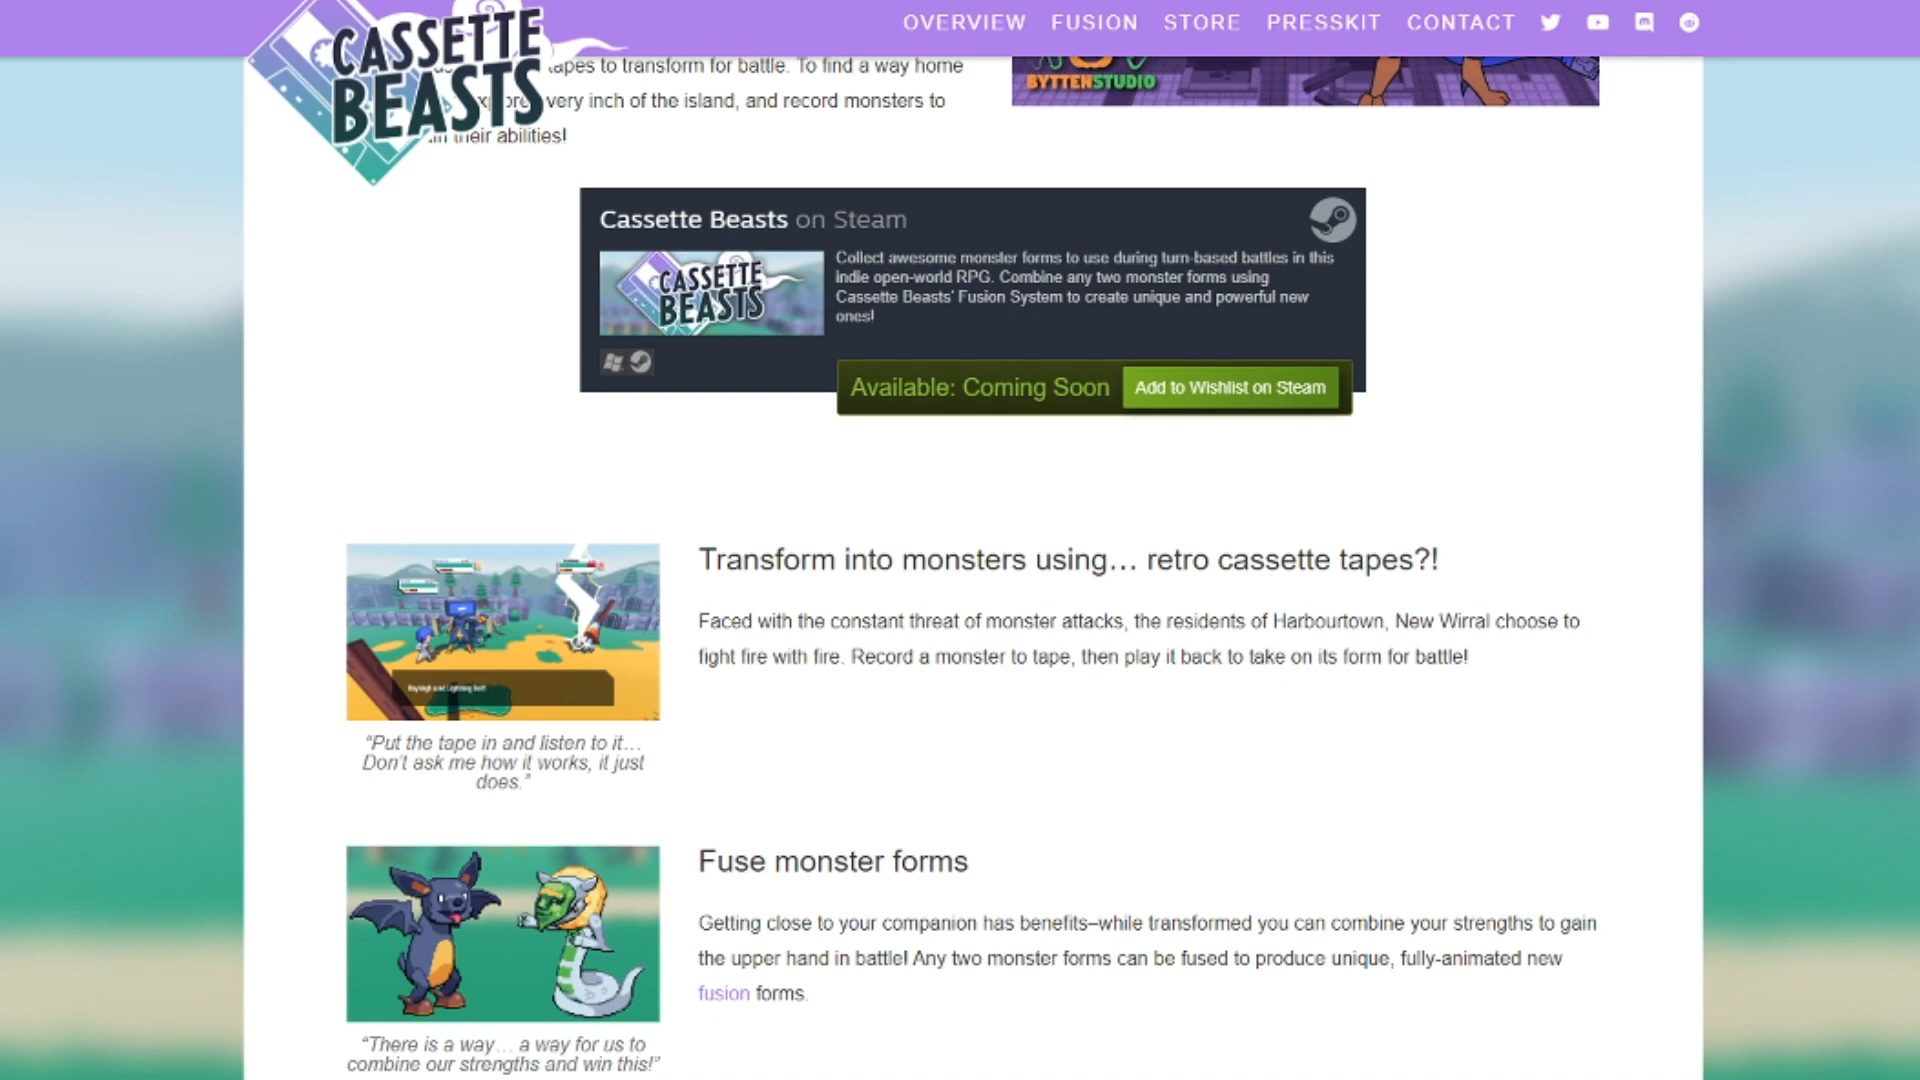 OVERVIEW FUSION STORE PRESSKIT CONTACT
CASSETTE
BEASTS
tapes to transform for battle. To find a way home
very inch of the island, and record monsters to
their abilities!
BYTTENSTUDIO
Cassette Beasts on Steam
CASSETTE
BEASTS
Collect awesome monster forms to use during turn-based battles in this
indie open-world RPG. Combine any two monster forms using
Cassette Beasts' Fusion System to create unique and powerful new
ones!
Available: Coming Soon
Add to Wishlist on Steam
Transform into monsters using… retro cassette tapes?!
Faced with the constant threat of monster attacks, the residents of Harbourtown, New Wirral choose to
fight fire with fire. Record a monster to tape, then play it back to take on its form for battle!
“Put the tape in and listen to it…
Don’t ask me how it works, it just
does.”
Fuse monster forms
Getting close to your companion has benefits–while transformed you can combine your strengths to gain
the upper hand in battle! Any two monster forms can be fused to produce unique, fully-animated new
fusion forms.
“There is a way… a way for us to
combine our strengths and win this!”